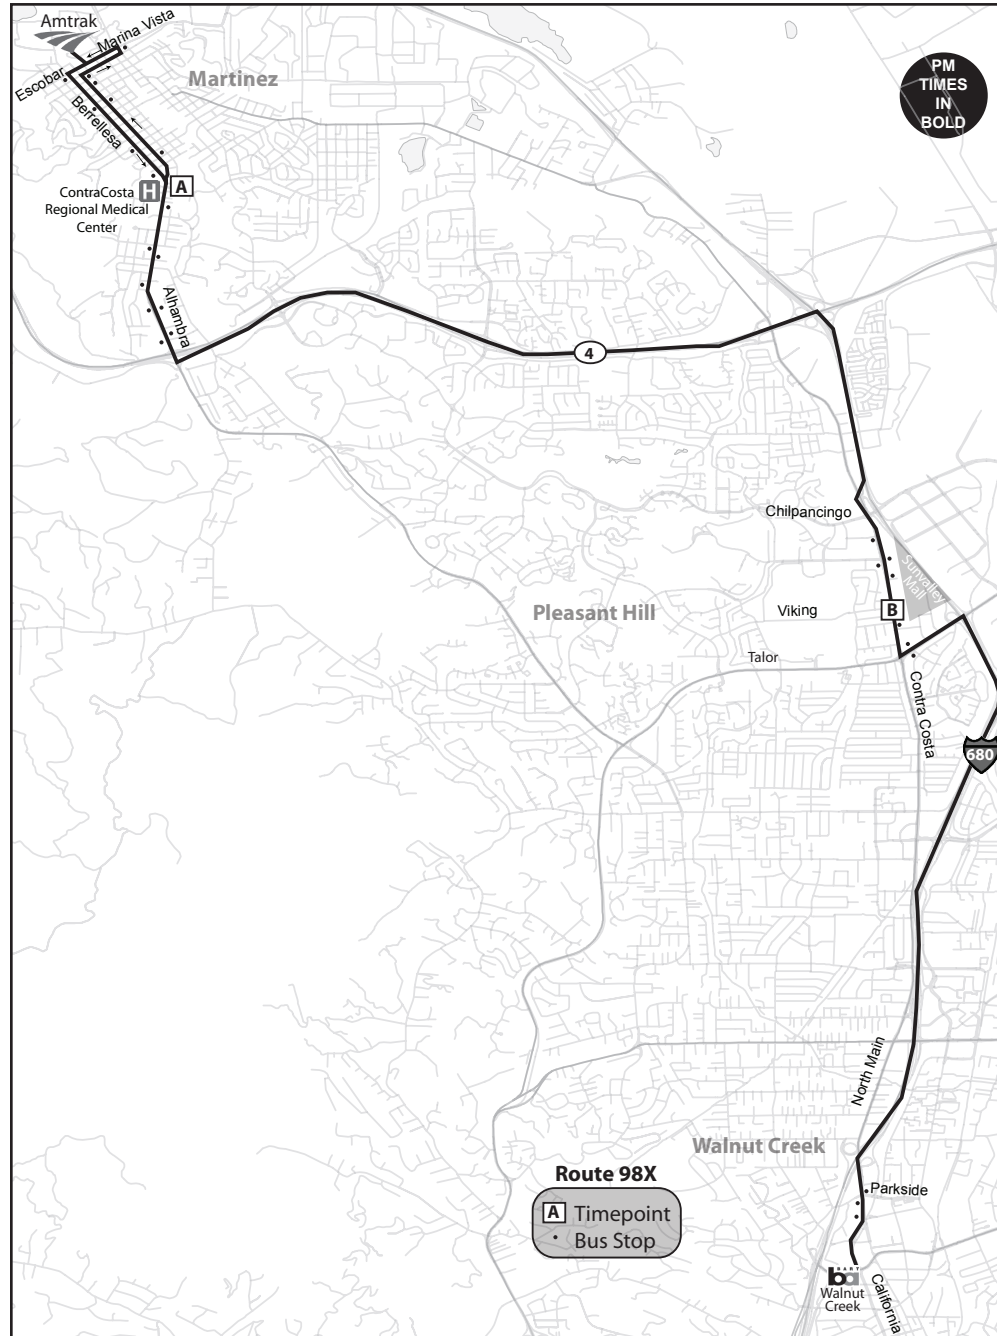 Amtrak
Marina Vista
Escobar
Berrellesa
Martinez
PM
TIMES
IN
BOLD
H
A
ContraCosta
Regional Medical
Center
Alhambra
4
Chilpancingo
Sunvalley
Mall
Pleasant Hill
Viking
B
Talor
Contra Costa
680
North Main
Walnut Creek
Route 98X
A Timepoint
Bus Stop
Parkside
BART
ba
Walnut
Creek
California